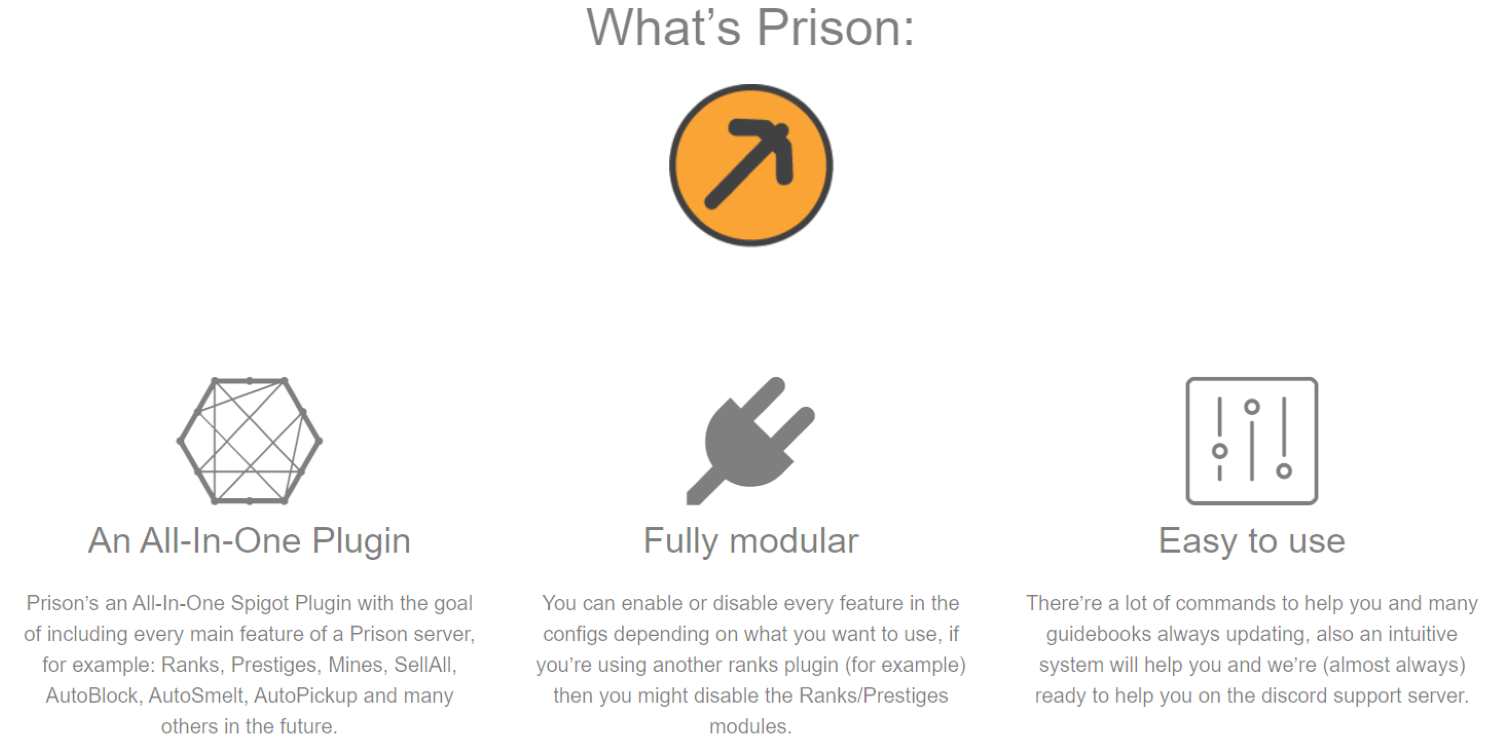 What’s Prison:
An All-In-One Plugin
Prison’s an All-In-One Spigot Plugin with the goal
of including every main feature of a Prison server,
for example: Ranks, Prestiges, Mines, SellAll,
AutoBlock, AutoSmelt, AutoPickup and many
others in the future.
Fully modular
You can enable or disable every feature in the
configs depending on what you want to use, if
you’re using another ranks plugin (for example)
then you might disable the Ranks/Prestiges
modules.
Easy to use
There’re a lot of commands to help you and many
guidebooks always updating, also an intuitive
system will help you and we’re (almost always)
ready to help you on the discord support server.